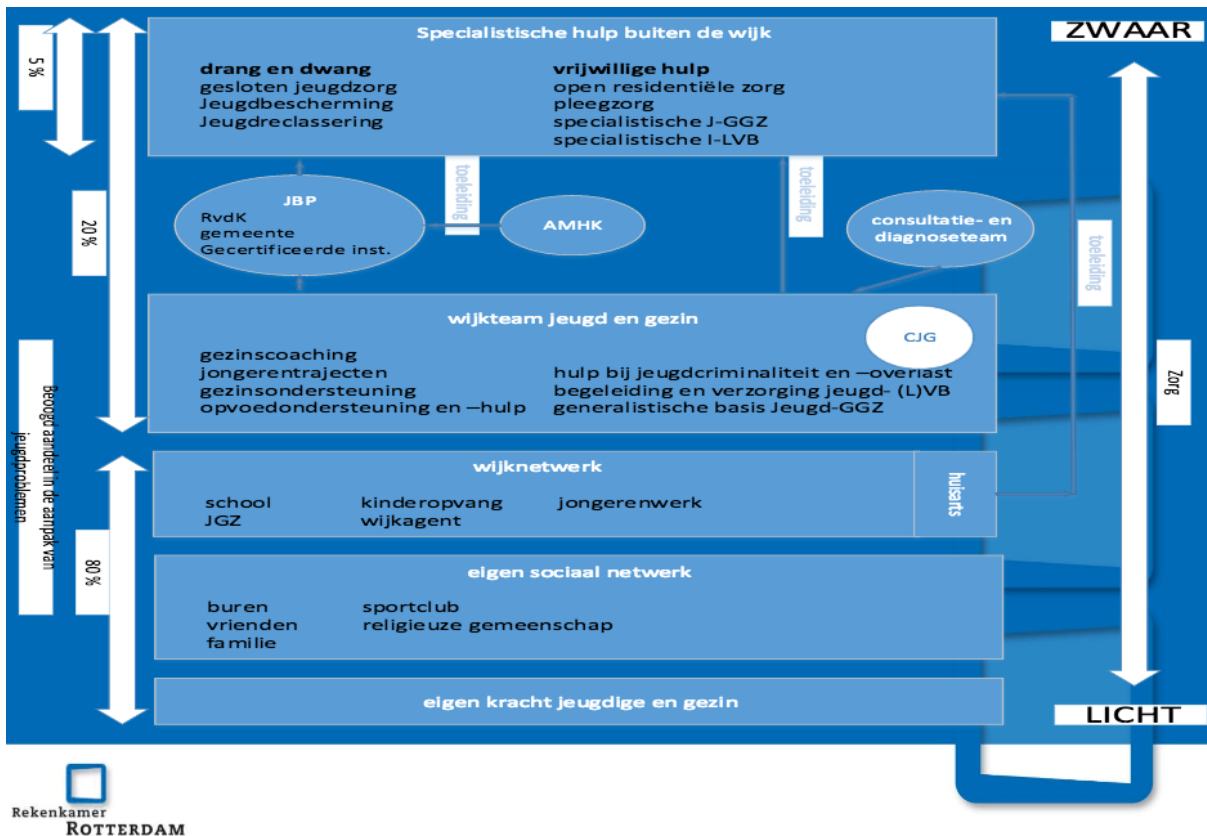 Specialistische hulp buiten de wijk
ZWAAR
drang en dwang
gesloten jeugdzorg
Jeugdbescherming
Jeugdreclassering
vrijwillige hulp
open residentiële zorg
pleegzorg
specialistische J-GGZ
specialistische I-LVB
5 %
toeleiding
toeleiding
toeleiding
JBP
RvdK
gemeente
Gecertificeerde inst.
AMHK
consultatie- en
diagnoseteam
20 %
wijkteam jeugd en gezin
CJG
gezinscoaching
jongerentrajecten
gezinsondersteuning
opvoedondersteuning en –hulp
hulp bij jeugdcriminaliteit en –overlast
begeleiding en verzorging jeugd- (L)VB
generalistische basis Jeugd-GGZ
Zorg
Beoogd aandeel in de aanpak van
jeugdproblemen
wijknetwerk
school
JGZ
kinderopvang
wijkagent
jongerenwerk
huisarts
80 %
eigen sociaal netwerk
buren
vrienden
familie
sportclub
religieuze gemeenschap
eigen kracht jeugdige en gezin
LICHT
Rekenkamer
ROTTERDAM